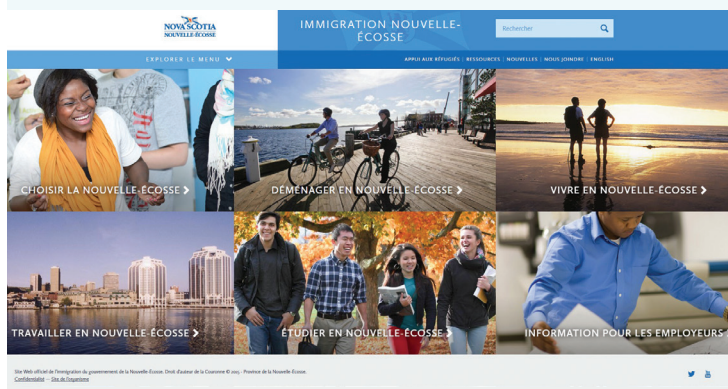 NOVA SCOTIA
NOUVELLE-ÉCOSSE
IMMIGRATION NOUVELLE-
ÉCOSSE
Rechercher
EXPLORER LE MENU
APPUI AUX RÉFUGIÉS | RESSOURCES | NOUVELLES | NOUS JOINDRE | ENGLISH
CHOISIR LA NOUVELLE-ÉCOSSE
DÉMÉNAGER EN NOUVELLE-ÉCOSSE
VIVRE EN NOUVELLE-ÉCOSSE
TRAVAILLER EN NOUVELLE-ÉCOSSE
ÉTUDIER EN NOUVELLE-ÉCOSSE
INFORMATION POUR LES EMPLOYEURS
Site Web officiel de l'immigration du gouvernement de la Nouvelle-Écosse. Droit d'auteur de la Couronne © 2015 - Province de la Nouvelle-Écosse.
Confidentialité — Site de l'organisme